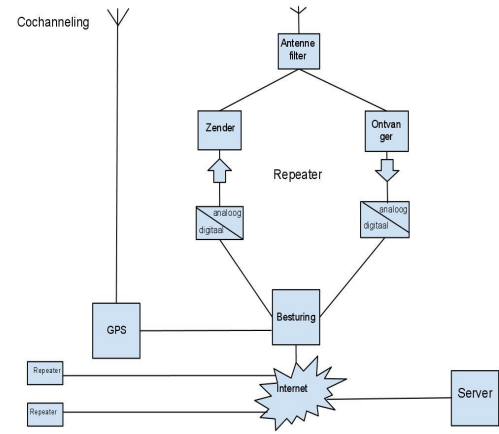 Cochanneling
Antenne
filter
Zender
Ontvan
ger
Repeater
analoog
digitaal
analoog
digitaal
GPS
Besturing
Repeater
Internet
Server
Repeater